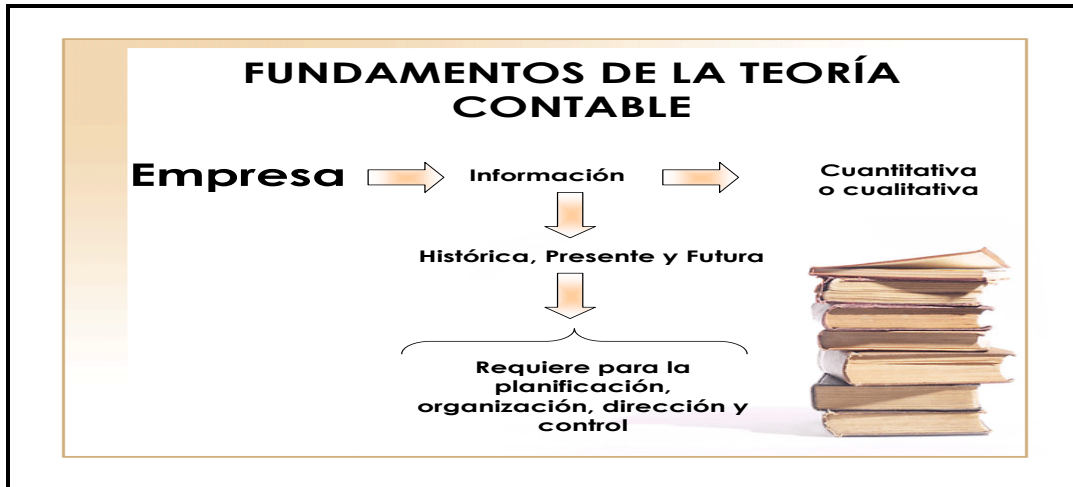 FUNDAMENTOS DE LA TEORÍA
CONTABLE
Empresa
Información
Cuantitativa
o cualitativa
Histórica, Presente y Futura
Requiere para la
planificación,
organización, dirección y
control